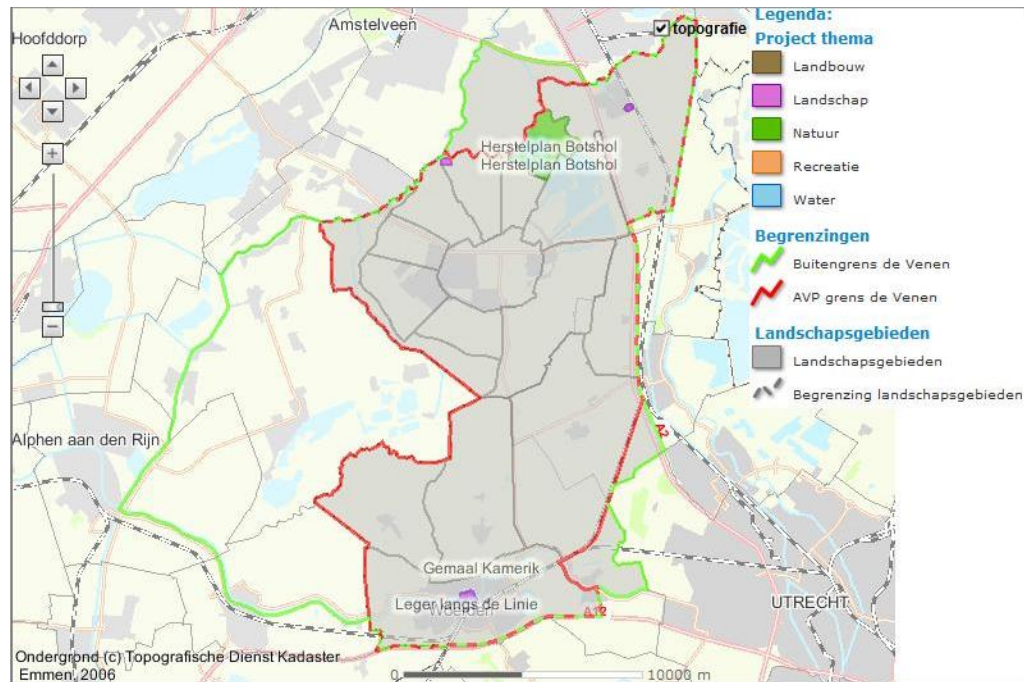 Hoofddorp
Amstelveen
topografie
Legenda:
Project thema
Landbouw
Landschap
Natuur
Recreatie
Water
Begrenzingen
Buitengrens de Venen
AVP grens de Venen
Landschapsgebieden
Landschapsgebieden
Begrenzing landschapsgebieden
Herstelplan Botshol
Herstelplan Botshol
Alphen aan den Rijn
A2
Gemaal Kamerik
Leger langs de Linie
Woerden
A12
UTRECHT
Ondergrond (c) Topografische Dienst Kadaster
Emmen, 2006
0 10000 m